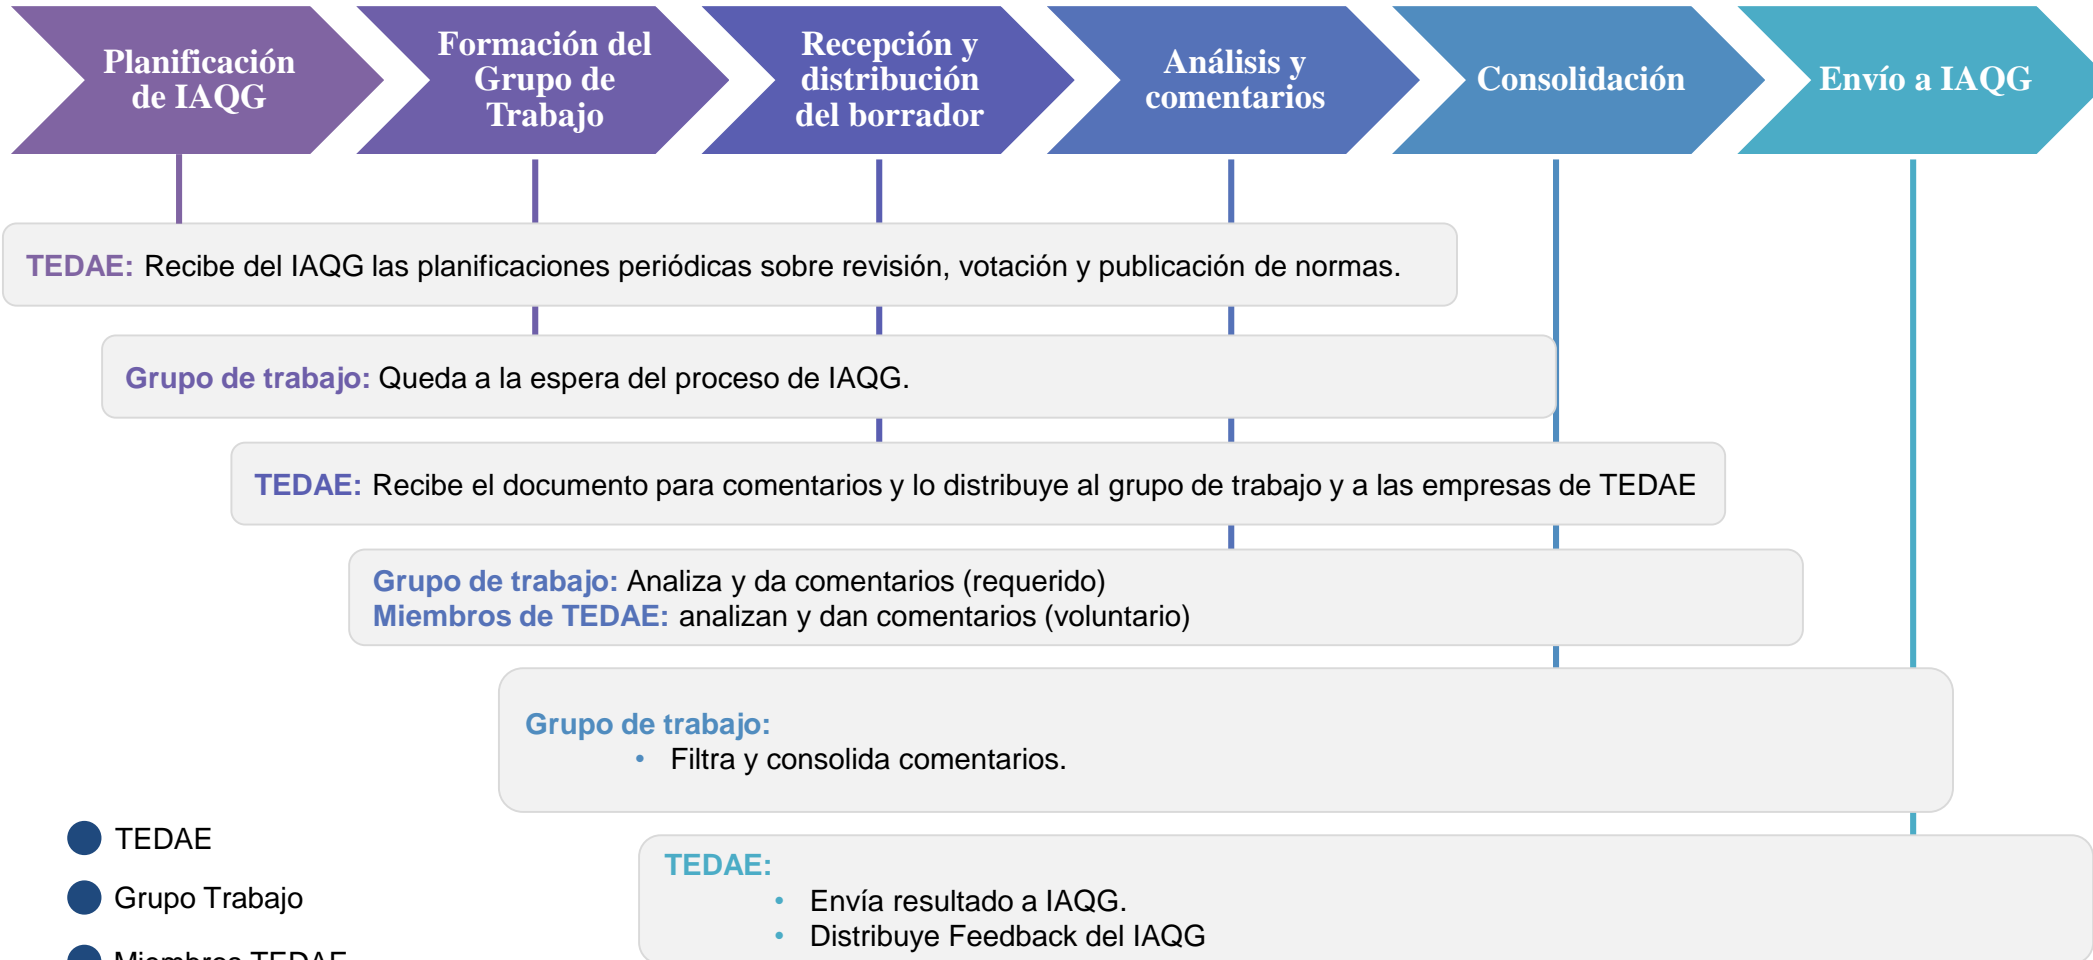 Planificación
de IAQG
Formación del
Grupo de
Trabajo
Recepción y
distribución
del borrador
Análisis y
comentarios
Consolidación
Envío a IAQG
TEDAE: Recibe del IAQG las planificaciones periódicas sobre revisión, votación y publicación de normas.
Grupo de trabajo: Queda a la espera del proceso de IAQG.
TEDAE: Recibe el documento para comentarios y lo distribuye al grupo de trabajo y a las empresas de TEDAE
Grupo de trabajo: Analiza y da comentarios (requerido)
Miembros de TEDAE: analizan y dan comentarios (voluntario)
Grupo de trabajo:
• Filtra y consolida comentarios.
TEDAE:
• Envía resultado a IAQG.
• Distribuye Feedback del IAQG
TEDAE
Grupo Trabajo
Miembros TEDAE